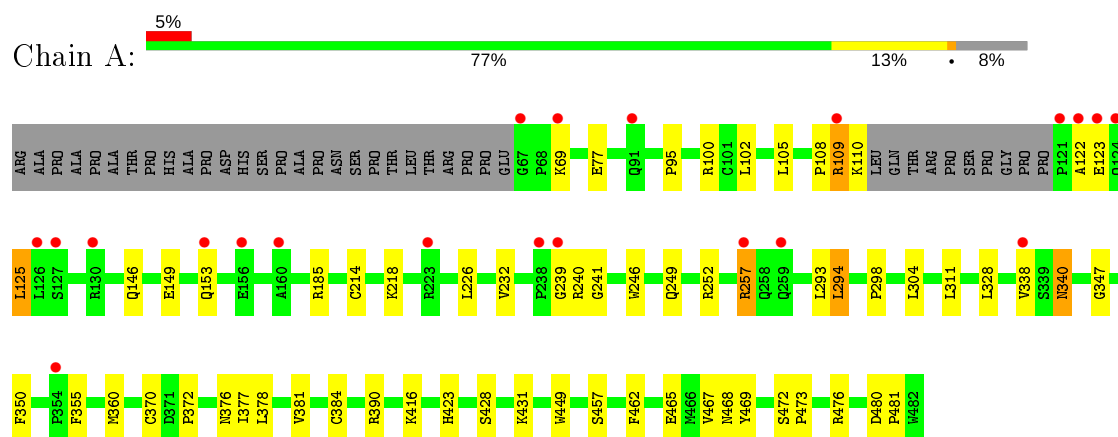 5%
Chain A:
77% 13% • 8%
ARG ALA PRO ALA PRO ALA THR PRO HIS ALA PRO ASP HIS SER PRO ALA PRO ASN SER PRO THR LEU THR ARG PRO PRO GLU G67 P68 K69 E77 Q91 P95 R100 C101 L102 L105 P108 R109 K110 LEU GLN THR ARG PRO SER PRO GLY PRO PRO P121 A122 E123
L125 L126 S127 R130 Q146 E149 Q153 E156 A160 R185 C214 K218 R223 L226 V232 P238 G239 R240 G241 W246 Q249 R252 R257 Q258 Q259 L293 L294 P298 L304 L311 L328 V338 S339 N340 G347
F350 P354 F355 M360 C370 D371 P372 N376 I377 L378 V381 C384 R390 K416 H423 S428 K431 W449 S457 F462 E465 M466 V467 N468 Y469 S472 P473 R476 D480 P481 W482